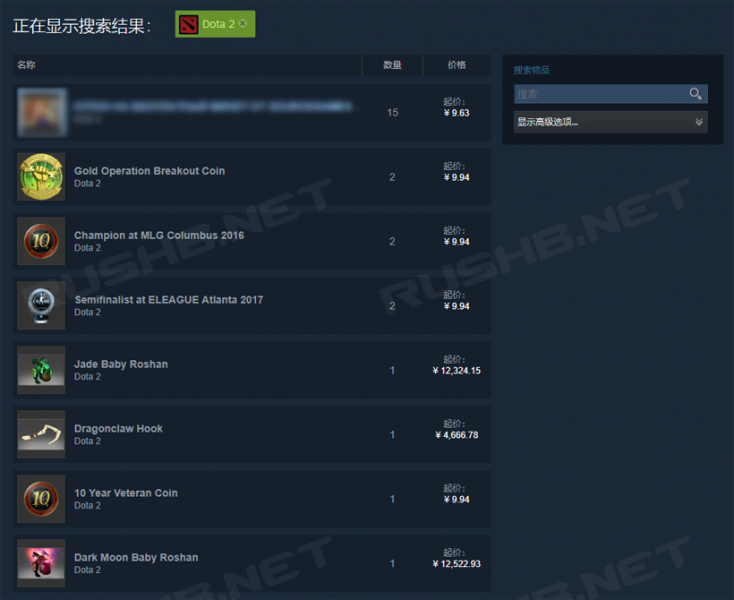 正在显示搜索结果：
Dota 2
名称 数量 价格
15 起价：
¥ 9.63
Gold Operation Breakout Coin
Dota 2
2
起价：
¥ 9.94
Champion at MLG Columbus 2016
Dota 2
2
起价：
¥ 9.94
Semifinalist at ELEAGUE Atlanta 2017
Dota 2
2
起价：
¥ 9.94
Jade Baby Roshan
Dota 2
1
起价：
¥ 12,324.15
Dragonclaw Hook
Dota 2
1
起价：
¥ 4,666.78
10 Year Veteran Coin
Dota 2
1
起价：
¥ 9.94
Dark Moon Baby Roshan
Dota 2
1
起价：
¥ 12,522.93
搜索物品
搜索
显示高级选项...
RUSHB.NET
RUSHB.NET
RUSHB.NET
RUSHB.NET